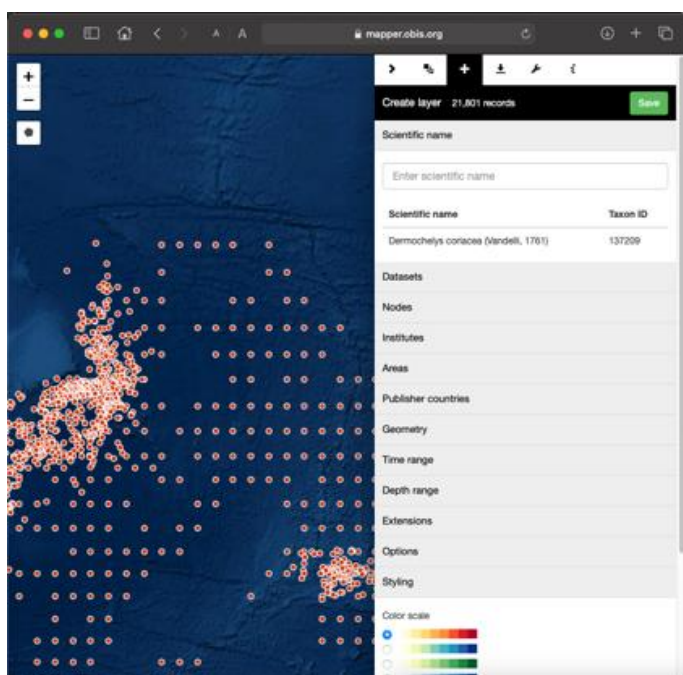 A A mapper.obis.org
+
−
Create layer 21,801 records Save
Scientific name
Enter scientific name
Scientific name Taxon ID
Dermochelys coriacea (Vandelli, 1761) 137209
Datasets
Nodes
Institutes
Areas
Publisher countries
Geometry
Time range
Depth range
Extensions
Options
Styling
Color scale